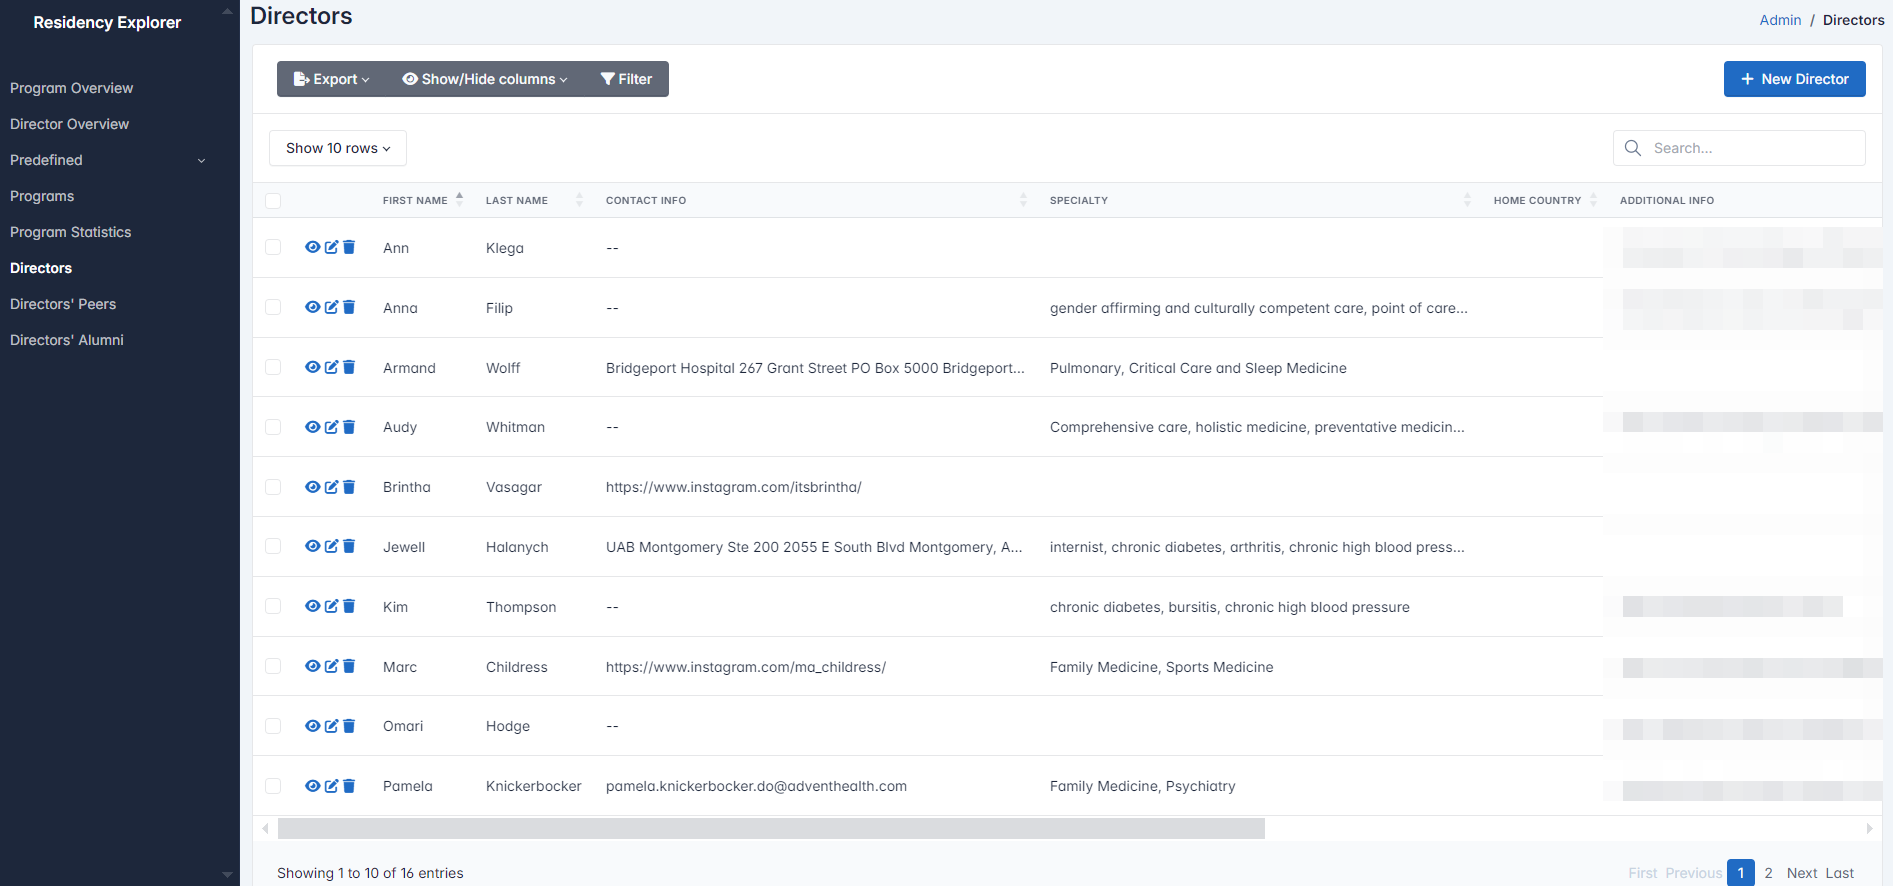 Residency Explorer
Program Overview
Director Overview
Predefined
Programs
Program Statistics
Directors
Directors' Peers
Directors' Alumni
Directors
Admin / Directors
Export Show/Hide columns Filter
+ New Director
Show 10 rows
Search...
FIRST NAME LAST NAME CONTACT INFO SPECIALTY HOME COUNTRY ADDITIONAL INFO
Ann Klega --
Anna Filip -- gender affirming and culturally competent care, point of care...
Armand Wolff Bridgeport Hospital 267 Grant Street PO Box 5000 Bridgeport... Pulmonary, Critical Care and Sleep Medicine
Audy Whitman -- Comprehensive care, holistic medicine, preventative medicin...
Brintha Vasagar https://www.instagram.com/itsbrintha/
Jewell Halanych UAB Montgomery Ste 200 2055 E South Blvd Montgomery, A... internist, chronic diabetes, arthritis, chronic high blood press...
Kim Thompson -- chronic diabetes, bursitis, chronic high blood pressure
Marc Childress https://www.instagram.com/ma_childress/ Family Medicine, Sports Medicine
Omari Hodge --
Pamela Knickerbocker pamela.knickerbocker.do@adventhealth.com Family Medicine, Psychiatry
Showing 1 to 10 of 16 entries
First Previous 1 2 Next Last